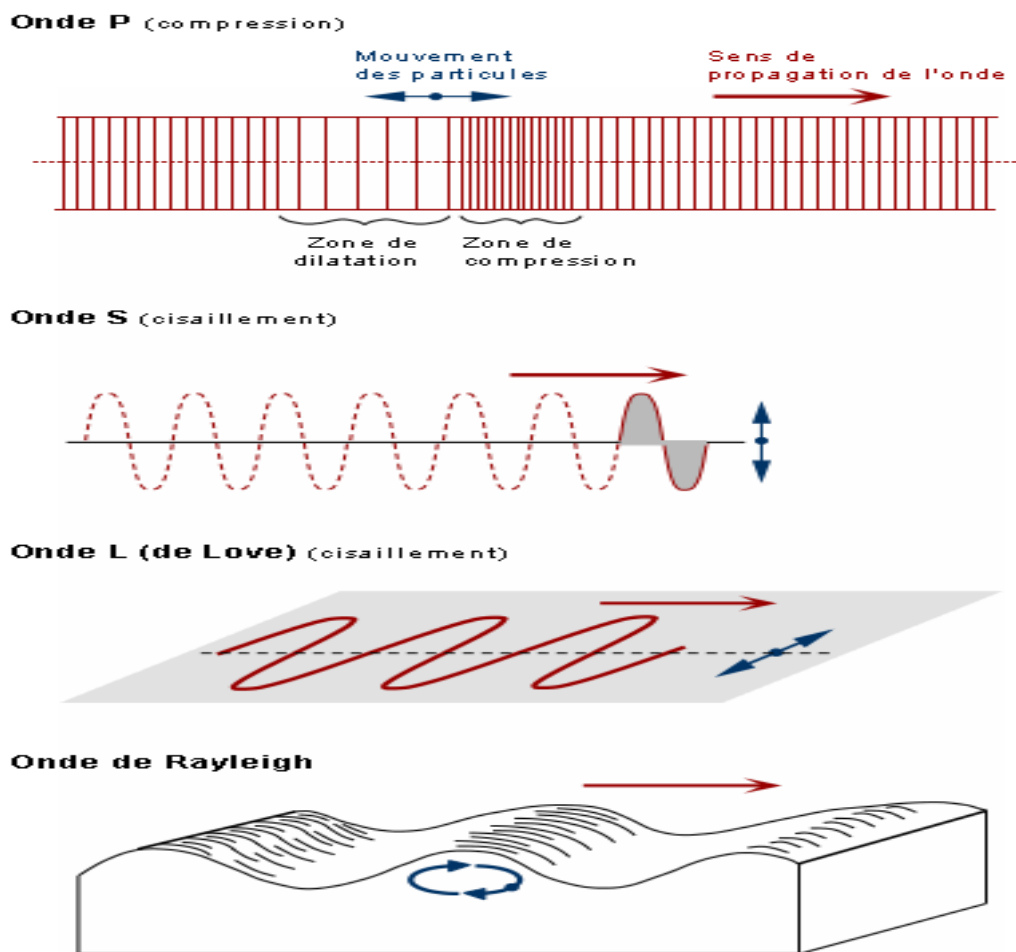 Onde P (compression)
Mouvement
des particules
Sens de
propagation de l'onde
Zone de
dilatation
Zone de
compression
Onde S (cisaillement)
Onde L (de Love) (cisaillement)
Onde de Rayleigh